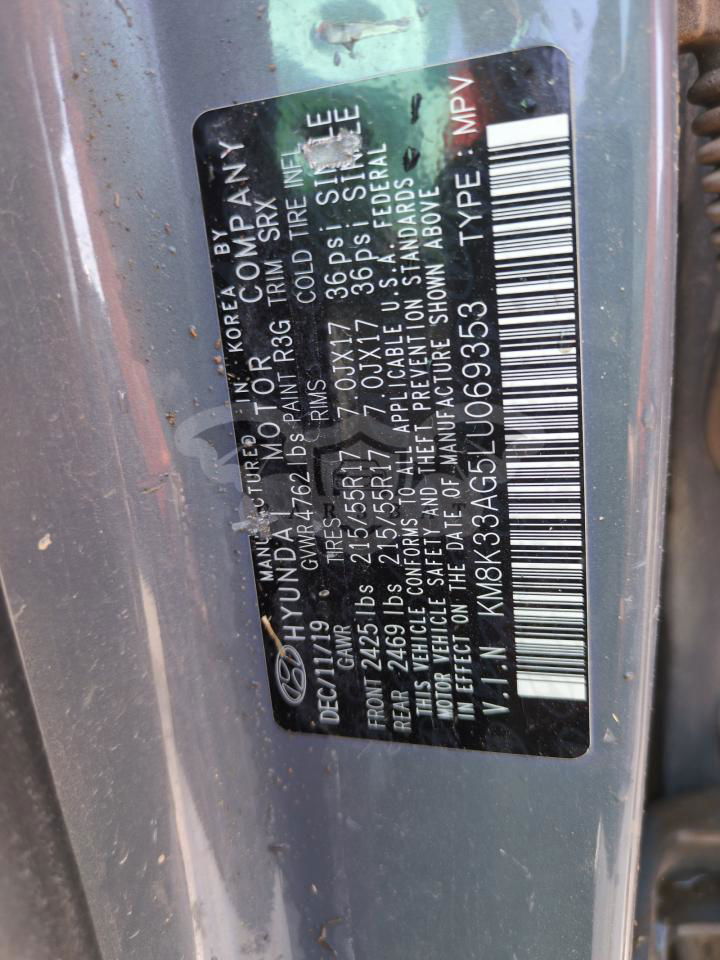 MANUFACTURED IN KOREA BY
HYUNDAI MOTOR COMPANY
DEC/11/19 GVWR 4762 lbs PAINT R3G TRIM SRX
GAWR TIRES RIMS COLD TIRE INFL
FRONT 2425 lbs 215/55R17 7.0JX17 36psi SINGLE
REAR 2469 lbs 215/55R17 7.0JX17 36psi SINGLE
THIS VEHICLE CONFORMS TO ALL APPLICABLE U.S.A. FEDERAL
MOTOR VEHICLE SAFETY AND THEFT PREVENTION STANDARDS
IN EFFECT ON DATE OF MANUFACTURE SHOWN ABOVE
V.I.N KM8K33AG5LU069353 TYPE : MPV